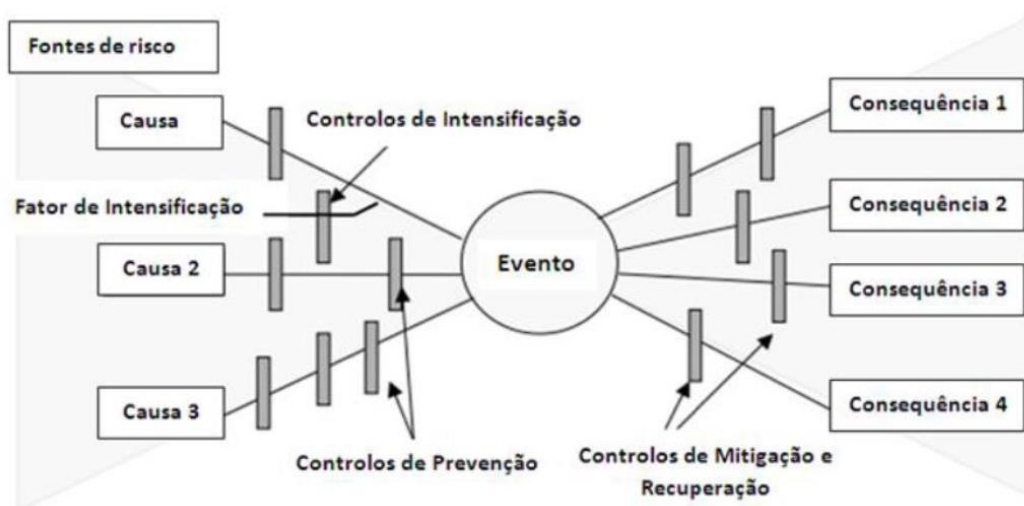 Fontes de risco
Causa
Controlos de Intensificação
Fator de Intensificação
Causa 2
Causa 3
Controlos de Prevenção
Evento
Consequência 1
Consequência 2
Consequência 3
Consequência 4
Controlos de Mitigação e
Recuperação